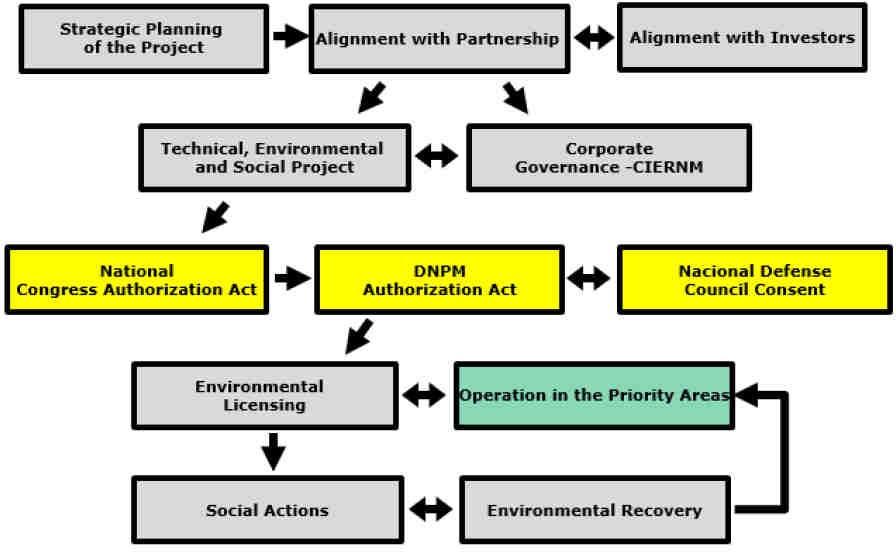 Strategic Planning
of the Project
Alignment with Partnership
Alignment with Investors
Technical, Environmental
and Social Project
Corporate
Governance -CIERNM
National
Congress Authorization Act
DNPM
Authorization Act
Nacional Defense
Council Consent
Environmental
Licensing
Operation in the Priority Areas
Social Actions
Environmental Recovery